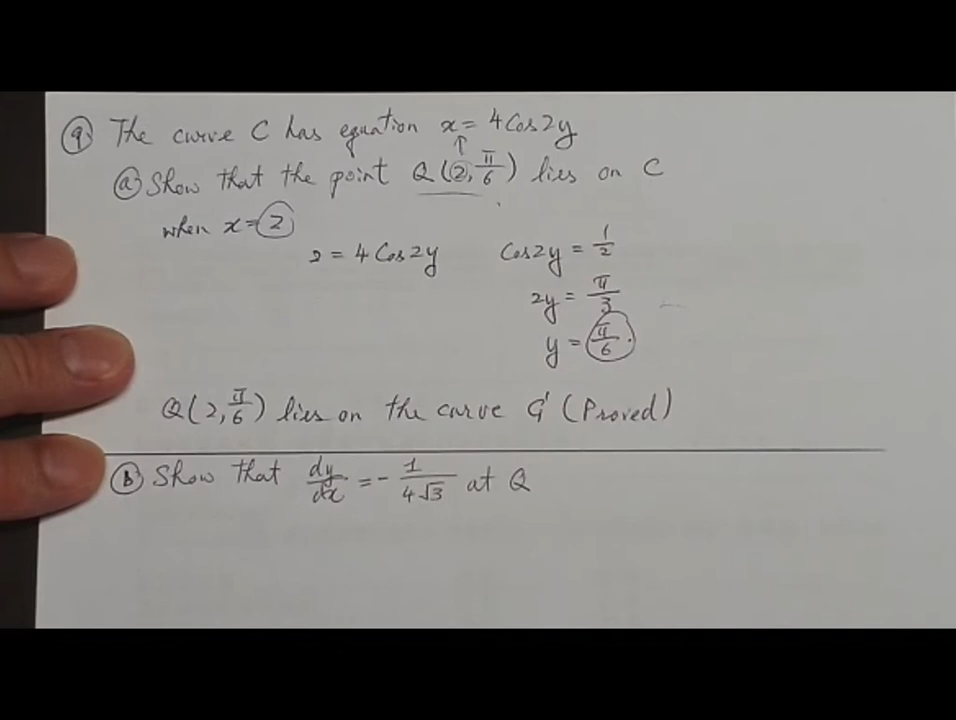 9 The curve C has equation x = 4 Cos 2y
a Show that the point Q(2, π/6) lies on C
when x = 2
2 = 4 Cos 2y
Cos 2y = 1/2
2y = π/3
y = π/6
Q(2, π/6) lies on the curve C (Proved)
b Show that dy/dx = - 1/4√3 at Q